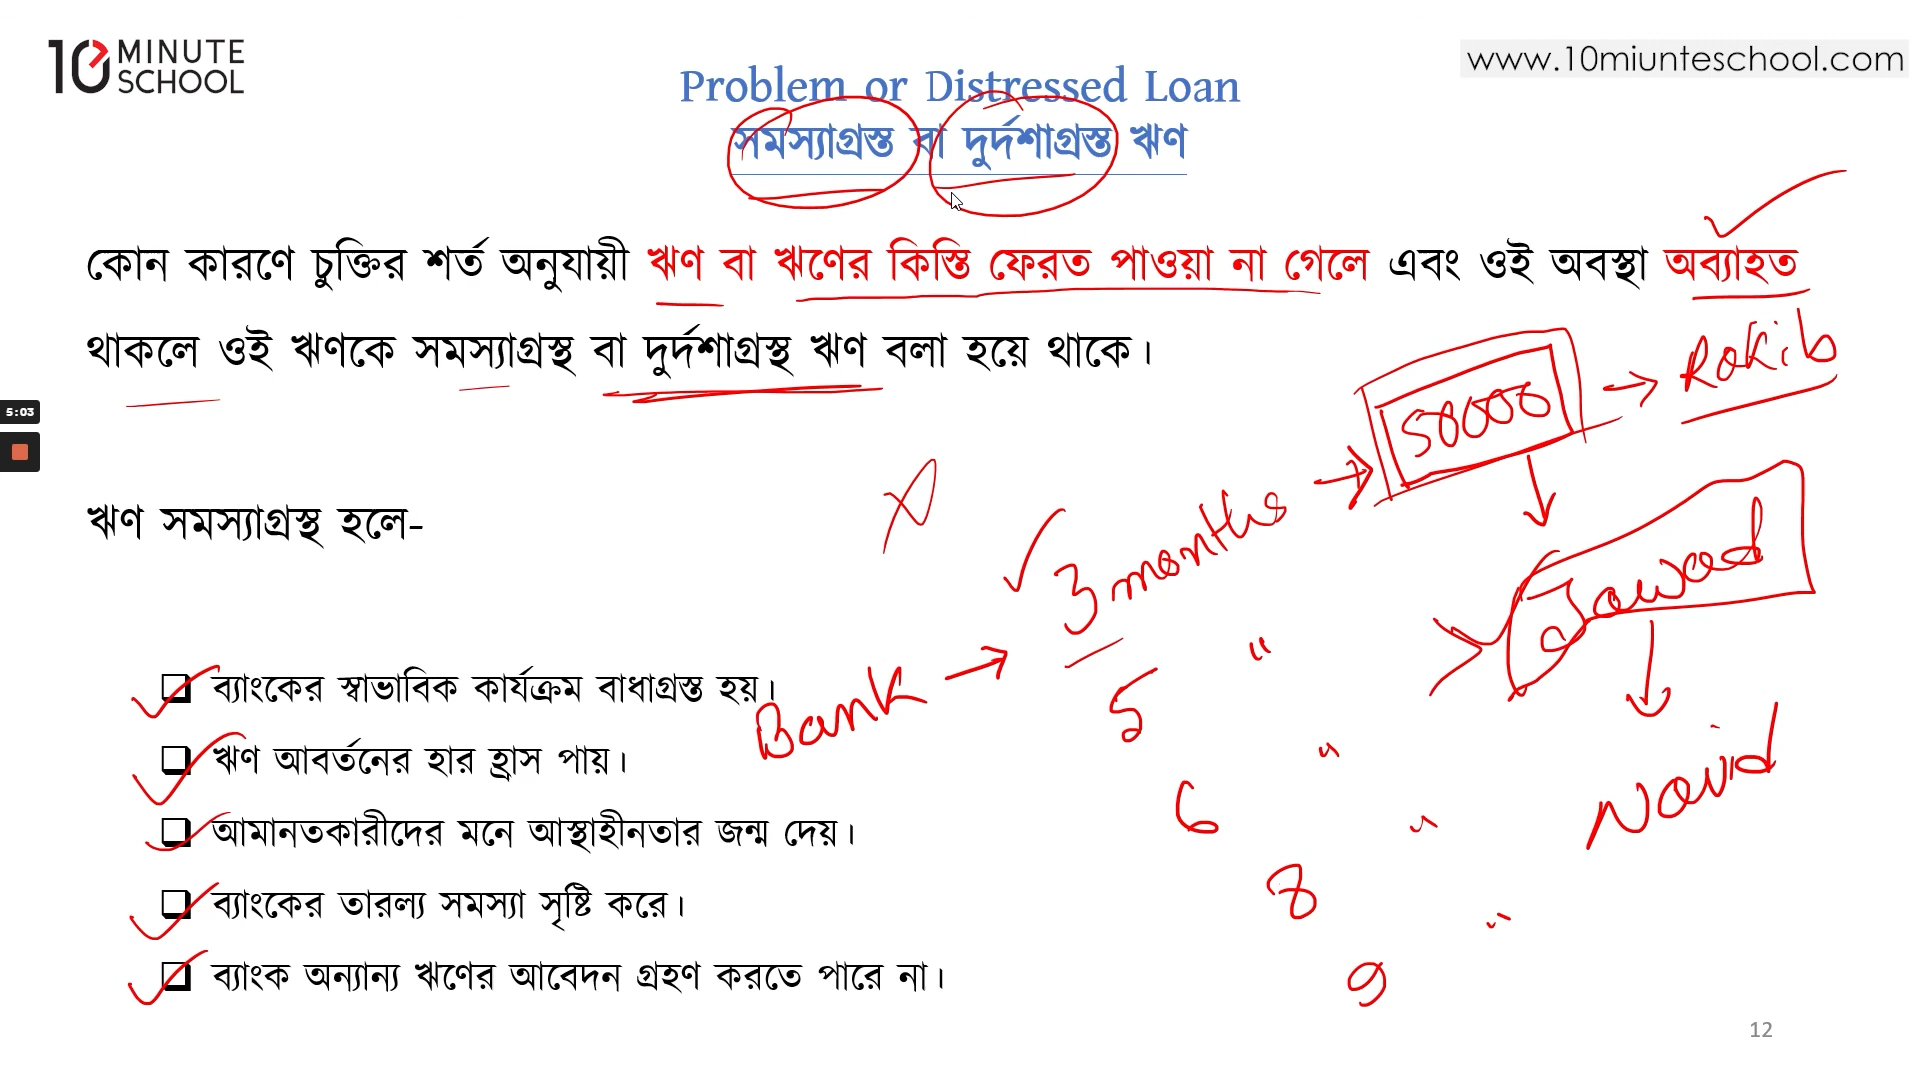 10 MINUTE SCHOOL
www.10miunteschool.com
Problem or Distressed Loan
সমস্যাগ্রস্ত বা দুর্দশাগ্রস্ত ঋণ
কোন কারণে চুক্তির শর্ত অনুযায়ী ঋণ বা ঋণের কিস্তি ফেরত পাওয়া না গেলে এবং ওই অবস্থা অব্যাহত
থাকলে ওই ঋণকে সমস্যাগ্রস্থ বা দুর্দশাগ্রস্থ ঋণ বলা হয়ে থাকে।
50000 → Rakib
5:03
ঋণ সমস্যাগ্রস্থ হলে-
Bank → 3 months →
Jawad
5 "
6 "
8 "
9 "
Navid
ব্যাংকের স্বাভাবিক কার্যক্রম বাধাগ্রস্ত হয়।
ঋণ আবর্তনের হার হ্রাস পায়।
আমানতকারীদের মনে আস্থাহীনতার জন্ম দেয়।
ব্যাংকের তারল্য সমস্যা সৃষ্টি করে।
ব্যাংক অন্যান্য ঋণের আবেদন গ্রহণ করতে পারে না।
12